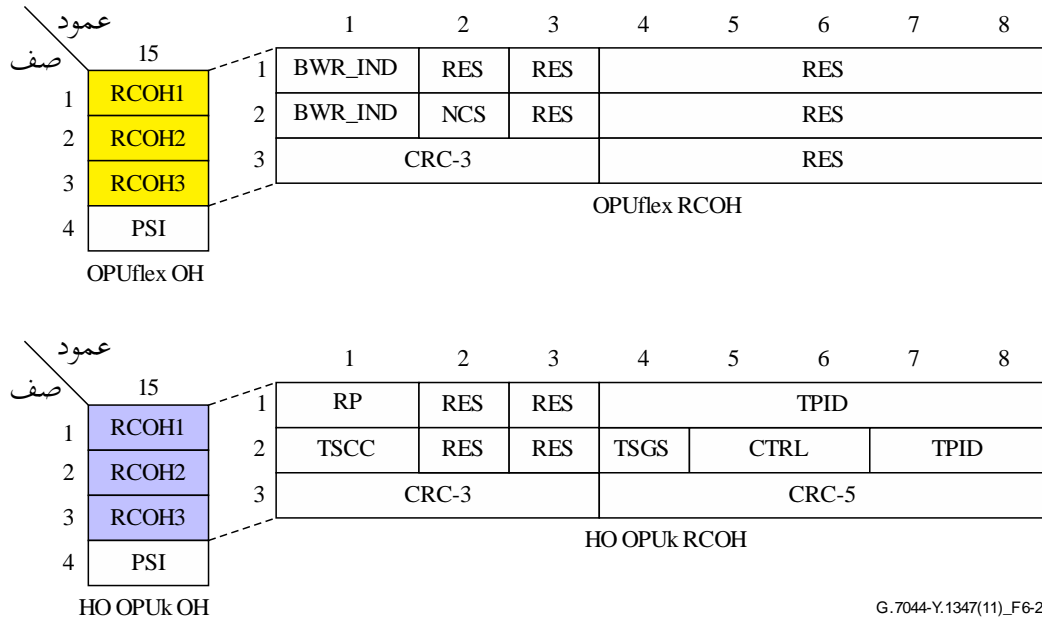 عمود
صف
15
1 RCOH1
2 RCOH2
3 RCOH3
4 PSI
OPUflex OH
1 2 3 4 5 6 7 8
1 BWR_IND RES RES RES
2 BWR_IND NCS RES RES
3 CRC-3 RES
OPUflex RCOH
عمود
صف
15
1 RCOH1
2 RCOH2
3 RCOH3
4 PSI
HO OPUk OH
1 2 3 4 5 6 7 8
1 RP RES RES TPID
2 TSCC RES RES TSGS CTRL TPID
3 CRC-3 CRC-5
HO OPUk RCOH
G.7044-Y.1347(11)_F6-2